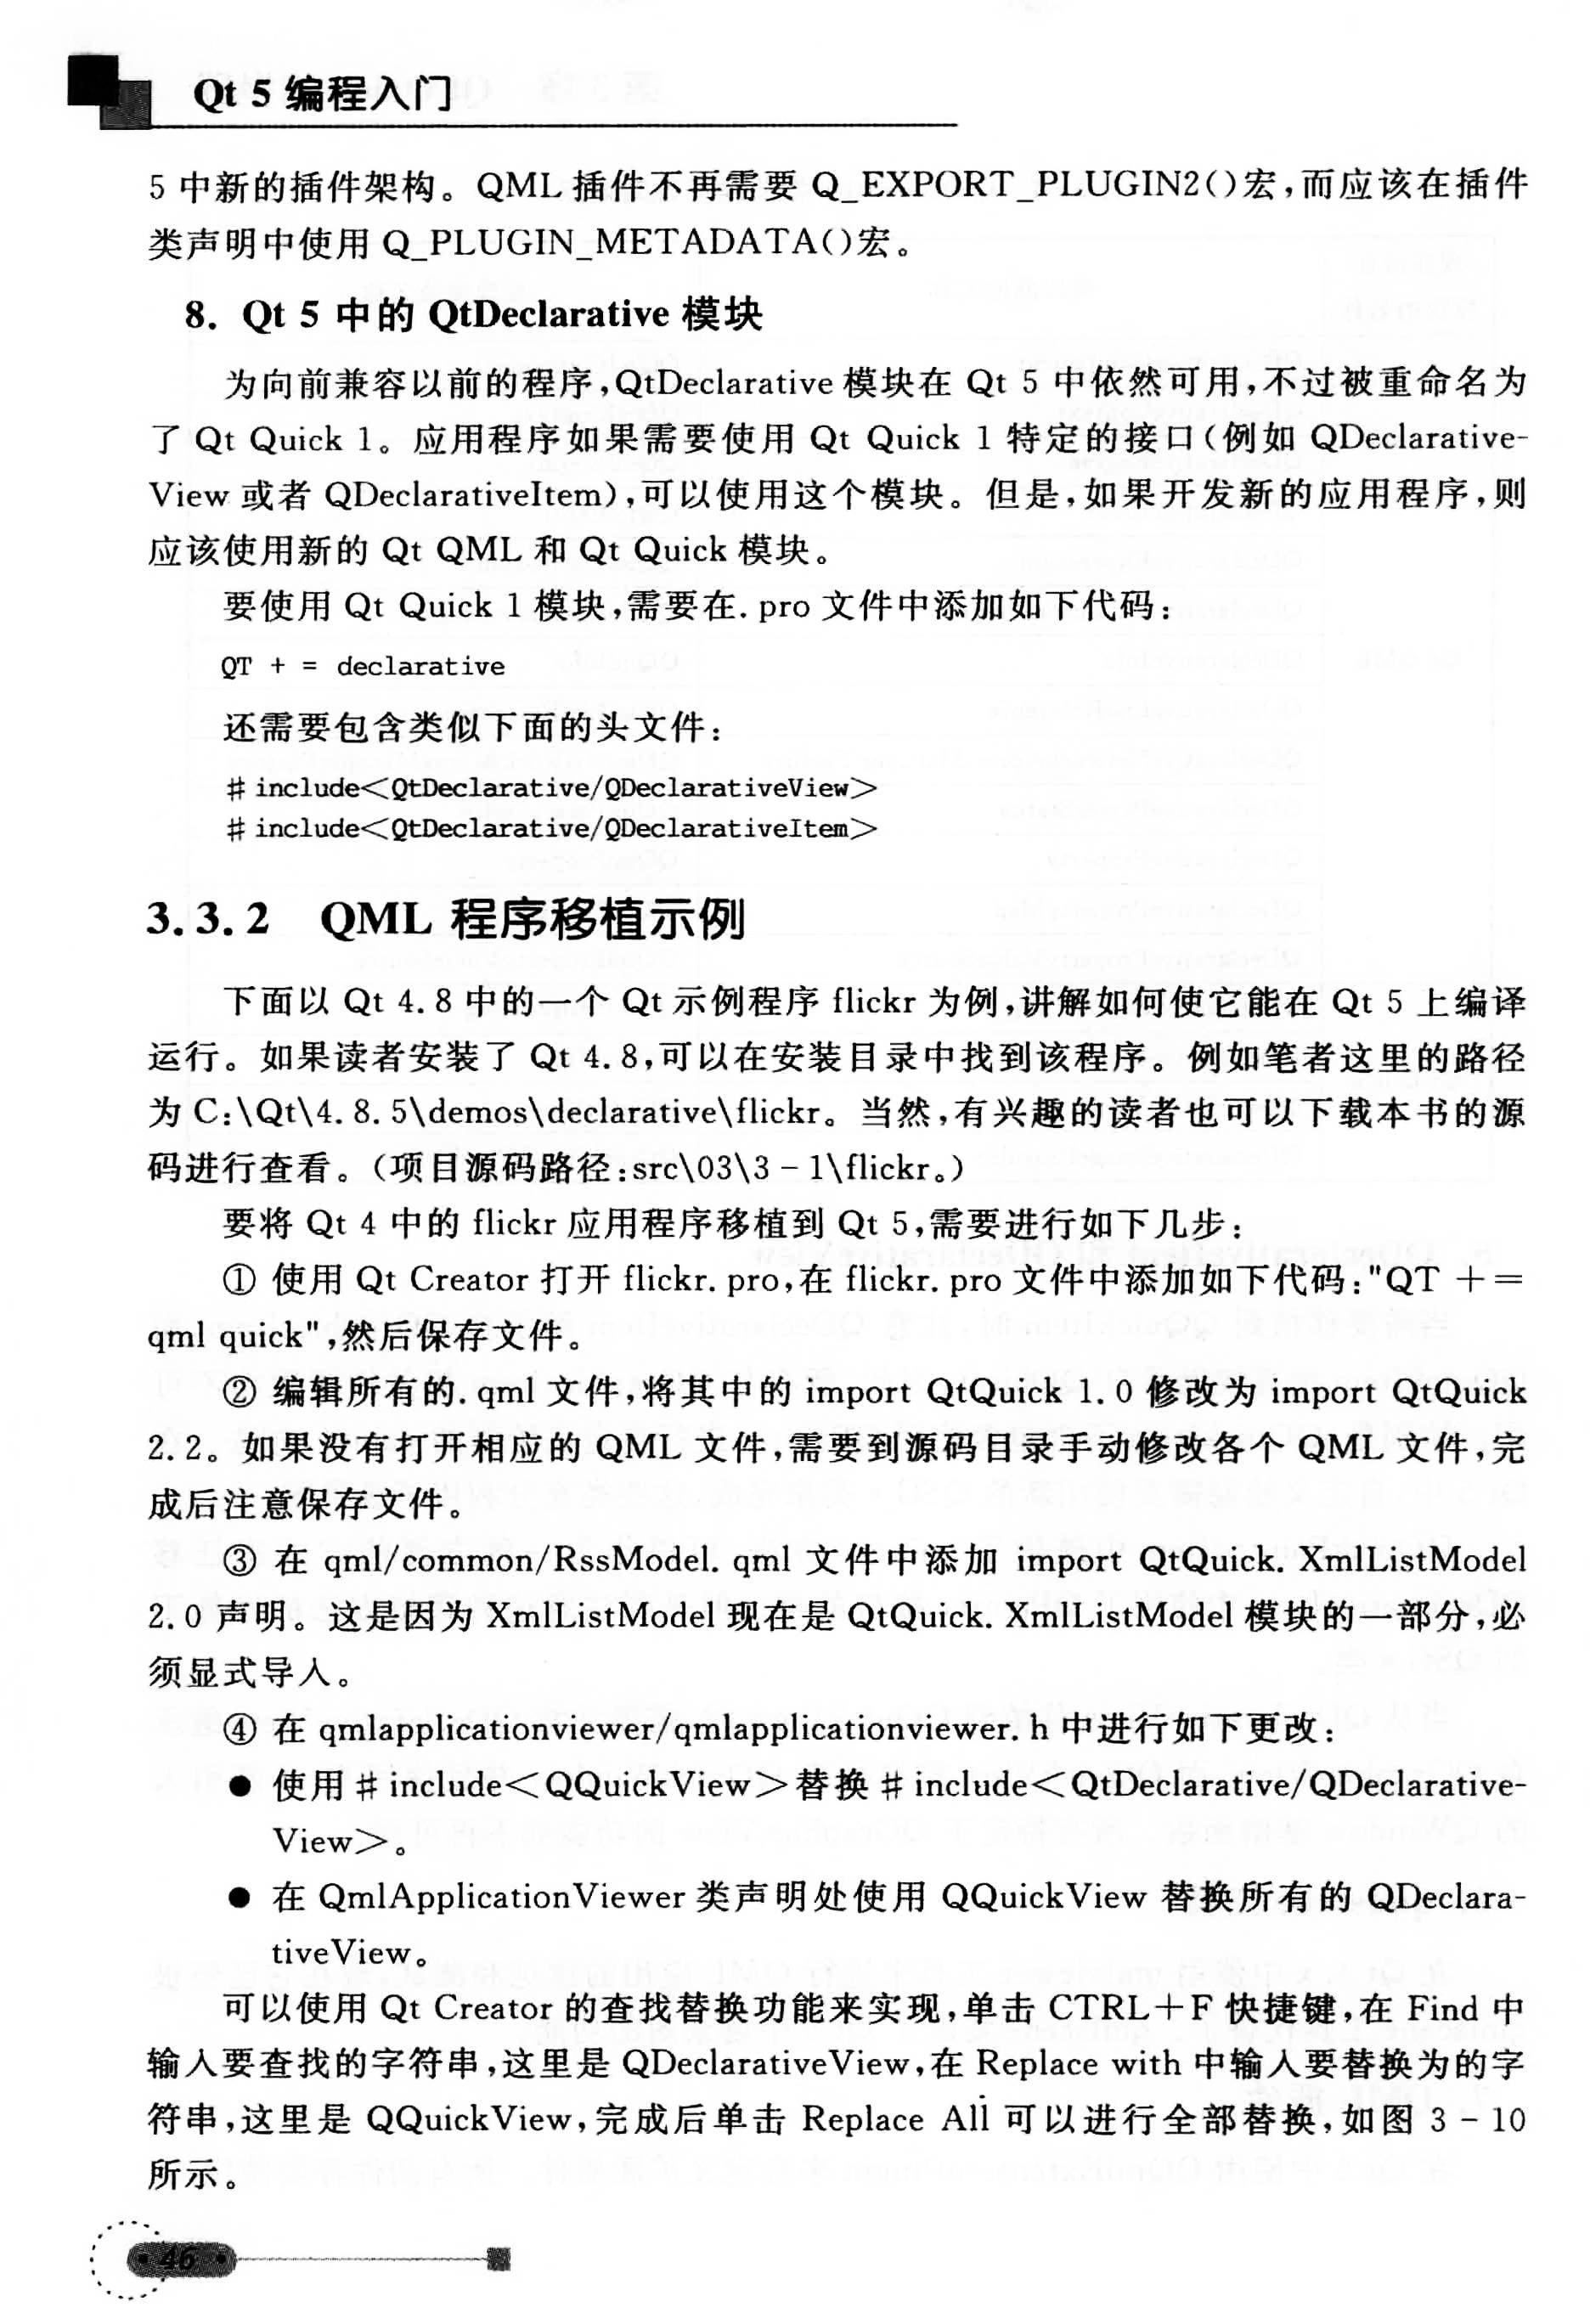 Qt 5 编程入门
5 中新的插件架构。QML 插件不再需要 Q_EXPORT_PLUGIN2()宏,而应该在插件
类声明中使用 Q_PLUGIN_METADATA()宏。
8. Qt 5 中的 QtDeclarative 模块
为向前兼容以前的程序,QtDeclarative 模块在 Qt 5 中依然可用,不过被重命名为
了 Qt Quick 1。应用程序如果需要使用 Qt Quick 1 特定的接口(例如 QDeclarative-
View 或者 QDeclarativeItem),可以使用这个模块。但是,如果开发新的应用程序,则
应该使用新的 Qt QML 和 Qt Quick 模块。
要使用 Qt Quick 1 模块,需要在. pro 文件中添加如下代码:
QT + = declarative
还需要包含类似下面的头文件:
# include<QtDeclarative/QDeclarativeView>
# include<QtDeclarative/QDeclarativeItem>
3.3.2 QML 程序移植示例
下面以 Qt 4.8 中的一个 Qt 示例程序 flickr 为例,讲解如何使它能在 Qt 5 上编译
运行。如果读者安装了 Qt 4.8,可以在安装目录中找到该程序。例如笔者这里的路径
为 C:\Qt\4.8.5\demos\declarative\flickr。当然,有兴趣的读者也可以下载本书的源
码进行查看。(项目源码路径:src\03\3-1\flickr。)
要将 Qt 4 中的 flickr 应用程序移植到 Qt 5,需要进行如下几步:
① 使用 Qt Creator 打开 flickr. pro,在 flickr. pro 文件中添加如下代码:"QT +=
qml quick",然后保存文件。
② 编辑所有的. qml 文件,将其中的 import QtQuick 1.0 修改为 import QtQuick
2.2。如果没有打开相应的 QML 文件,需要到源码目录手动修改各个 QML 文件,完
成后注意保存文件。
③ 在 qml/common/RssModel. qml 文件中添加 import QtQuick. XmlListModel
2.0 声明。这是因为 XmlListModel 现在是 QtQuick. XmlListModel 模块的一部分,必
须显式导入。
④ 在 qmlapplicationviewer/qmlapplicationviewer. h 中进行如下更改:
● 使用 # include<QQuickView>替换 # include<QtDeclarative/QDeclarative-
View>。
● 在 QmlApplicationViewer 类声明处使用 QQuickView 替换所有的 QDeclara-
tiveView。
可以使用 Qt Creator 的查找替换功能来实现,单击 CTRL+F 快捷键,在 Find 中
输入要查找的字符串,这里是 QDeclarativeView,在 Replace with 中输入要替换为的字
符串,这里是 QQuickView,完成后单击 Replace All 可以进行全部替换,如图 3-10
所示。
· 46 ·